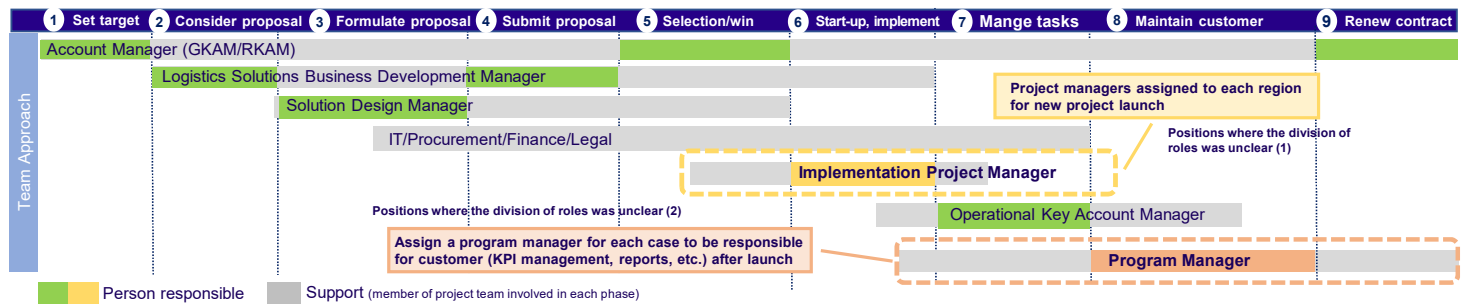 1 Set target 2 Consider proposal 3 Formulate proposal 4 Submit proposal 5 Selection/win 6 Start-up, implement 7 Mange tasks 8 Maintain customer 9 Renew contract
Team Approach
Account Manager (GKAM/RKAM)
Logistics Solutions Business Development Manager
Solution Design Manager
Project managers assigned to each region
for new project launch
IT/Procurement/Finance/Legal
Positions where the division of
roles was unclear (1)
Implementation Project Manager
Positions where the division of roles was unclear (2)
Operational Key Account Manager
Assign a program manager for each case to be responsible
for customer (KPI management, reports, etc.) after launch
Program Manager
Person responsible
Support (member of project team involved in each phase)